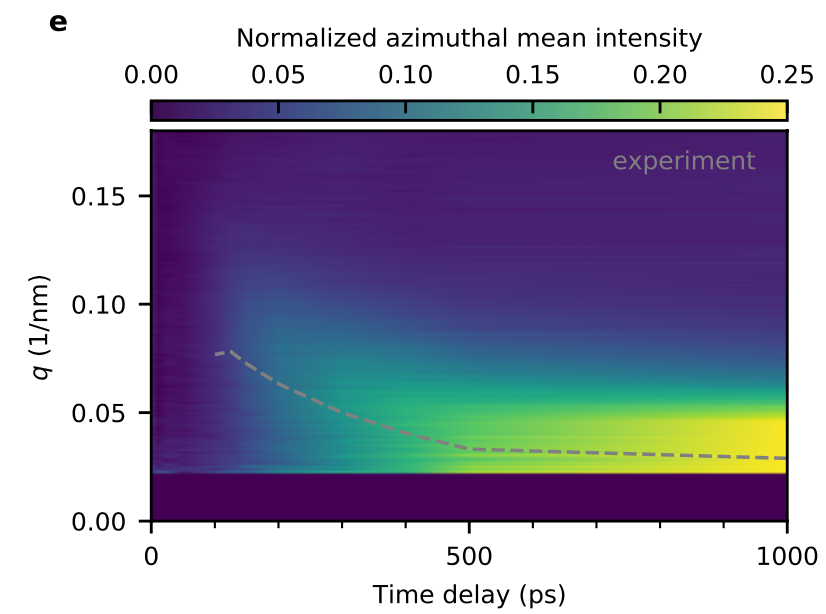 e
Normalized azimuthal mean intensity
0.00 0.05 0.10 0.15 0.20 0.25
experiment
0.15
0.10
0.05
0.00
q (1/nm)
0 500 1000
Time delay (ps)